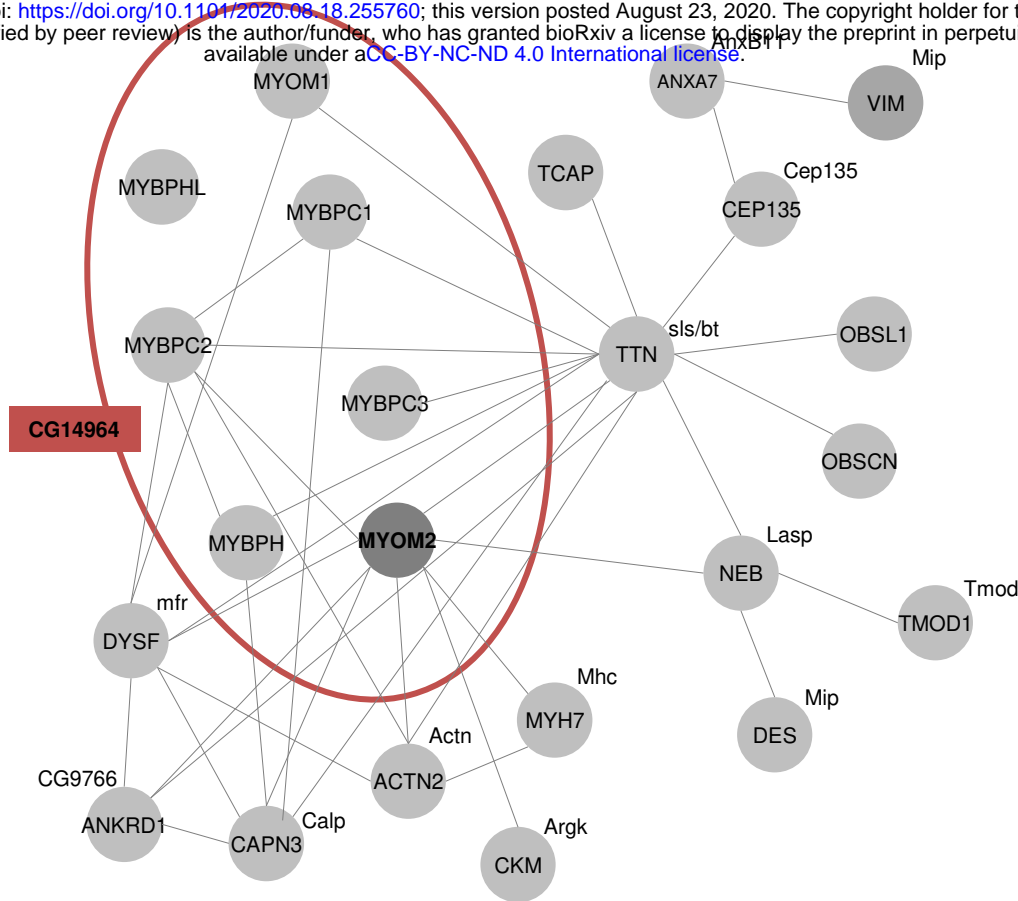 i: https://doi.org/10.1101/2020.08.18.255760; this version posted August 23, 2020. The copyright holder for t
ied by peer review) is the author/funder, who has granted bioRxiv a license to display the preprint in perpetu
available under aCC-BY-NC-ND 4.0 International license.
AnxB11
Mip
MYOM1
ANXA7
VIM
TCAP
Cep135
MYBPHL
MYBPC1
CEP135
sls/bt
MYBPC2
TTN
OBSL1
MYBPC3
CG14964
OBSCN
MYBPH
MYOM2
Lasp
NEB
Tmod
mfr
DYSF
TMOD1
Mhc
MYH7
Mip
DES
Actn
CG9766
ACTN2
ANKRD1
Calp
CAPN3
Argk
CKM